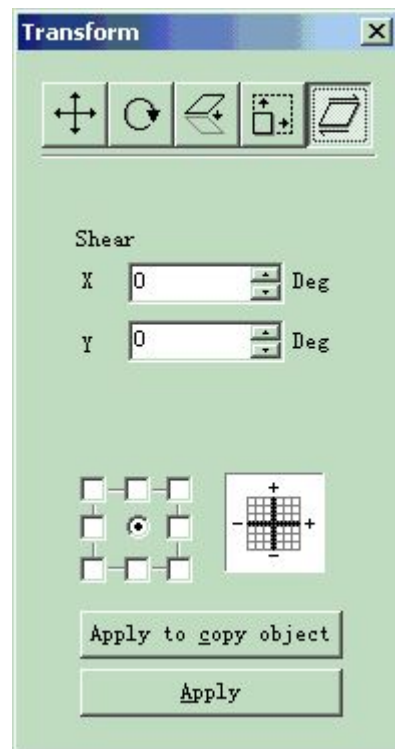 Transform
Shear
X 0 Deg
Y 0 Deg
+
- +
-
Apply to copy object
Apply